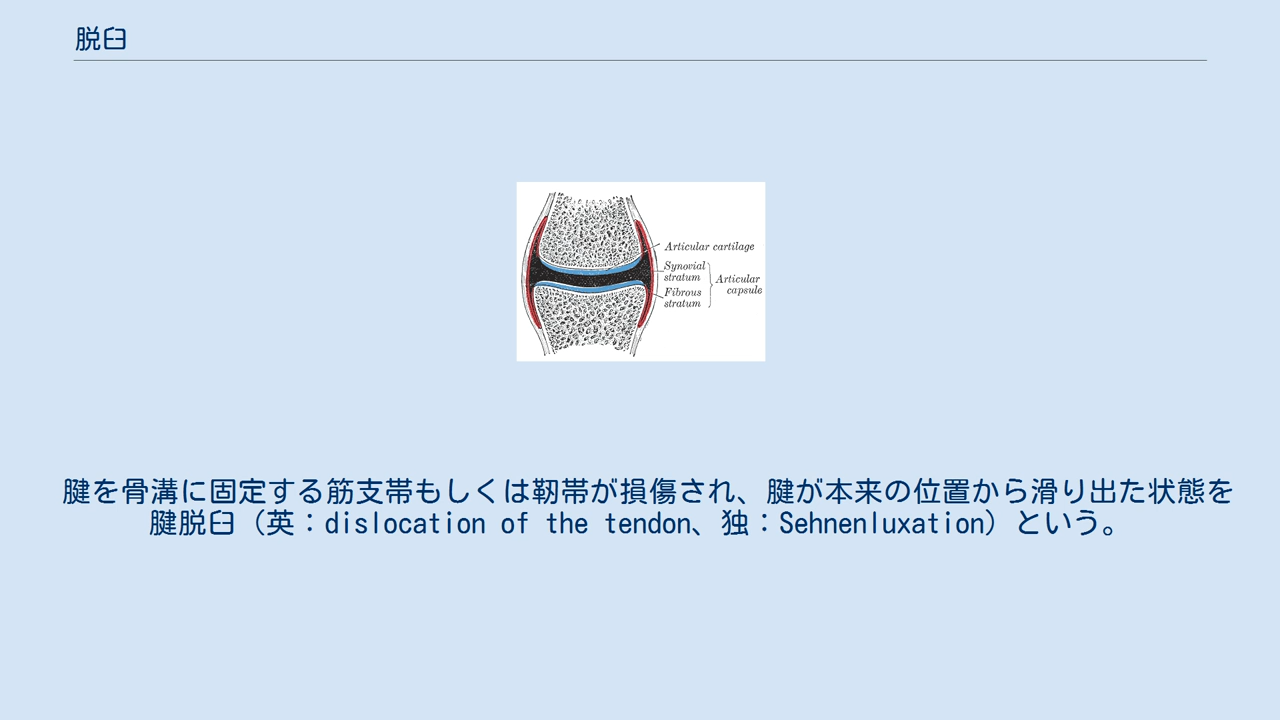 脱臼
Articular cartilage
Synovial
stratum
Articular
capsule
Fibrous
stratum
腱を骨溝に固定する筋支帯もしくは靭帯が損傷され、腱が本来の位置から滑り出た状態を
腱脱臼（英：dislocation of the tendon、独：Sehnenluxation）という。